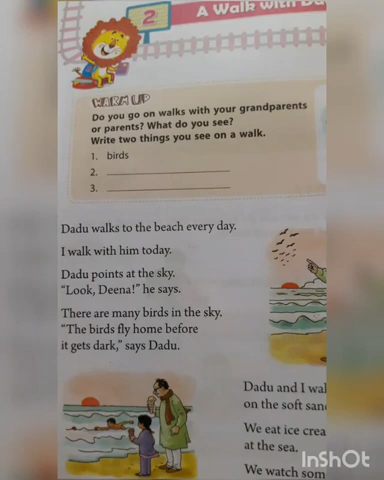 2
A Walk with Da
WARM UP
Do you go on walks with your grandparents
or parents? What do you see?
Write two things you see on a walk.
1. birds
2.
3.
Dadu walks to the beach every day.
I walk with him today.
Dadu points at the sky.
“Look, Deena!” he says.
There are many birds in the sky.
“The birds fly home before
it gets dark,” says Dadu.
Dadu and I wal
on the soft san
We eat ice crea
at the sea.
We watch som
InShOt